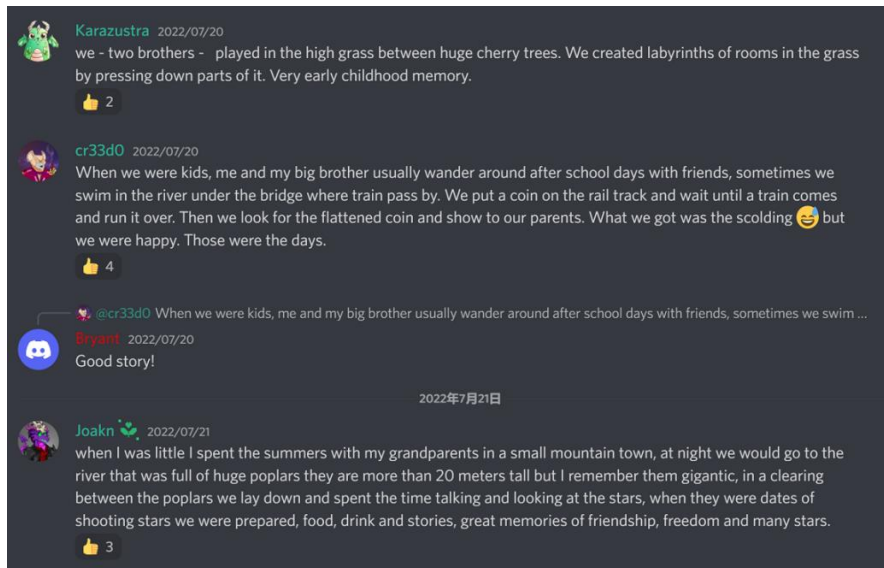 Karazustra 2022/07/20
we - two brothers - played in the high grass between huge cherry trees. We created labyrinths of rooms in the grass
by pressing down parts of it. Very early childhood memory.
2
cr33d0 2022/07/20
When we were kids, me and my big brother usually wander around after school days with friends, sometimes we
swim in the river under the bridge where train pass by. We put a coin on the rail track and wait until a train comes
and run it over. Then we look for the flattened coin and show to our parents. What we got was the scolding 😅 but
we were happy. Those were the days.
4
@cr33d0 When we were kids, me and my big brother usually wander around after school days with friends, sometimes we swim ...
Bryant 2022/07/20
Good story!
2022年7月21日
Joakn 2022/07/21
when I was little I spent the summers with my grandparents in a small mountain town, at night we would go to the
river that was full of huge poplars they are more than 20 meters tall but I remember them gigantic, in a clearing
between the poplars we lay down and spent the time talking and looking at the stars, when they were dates of
shooting stars we were prepared, food, drink and stories, great memories of friendship, freedom and many stars.
3